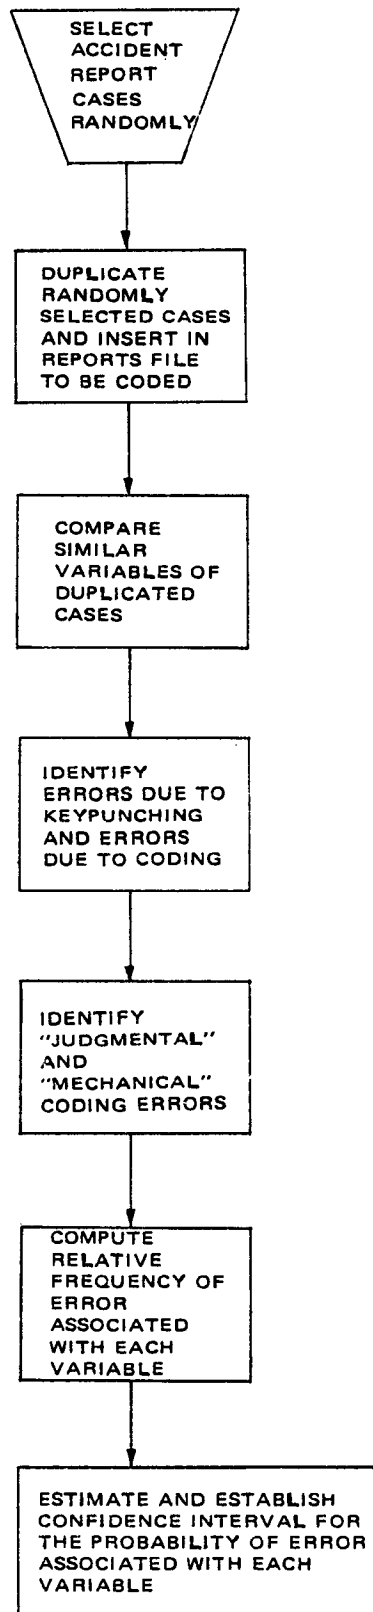 SELECT
ACCIDENT
REPORT
CASES
RANDOMLY
DUPLICATE
RANDOMLY
SELECTED CASES
AND INSERT IN
REPORTS FILE
TO BE CODED
COMPARE
SIMILAR
VARIABLES OF
DUPLICATED
CASES
IDENTIFY
ERRORS DUE TO
KEYPUNCHING
AND ERRORS
DUE TO CODING
IDENTIFY
"JUDGMENTAL"
AND
"MECHANICAL"
CODING ERRORS
COMPUTE
RELATIVE
FREQUENCY OF
ERROR
ASSOCIATED
WITH EACH
VARIABLE
ESTIMATE AND ESTABLISH
CONFIDENCE INTERVAL FOR
THE PROBABILITY OF ERROR
ASSOCIATED WITH EACH
VARIABLE